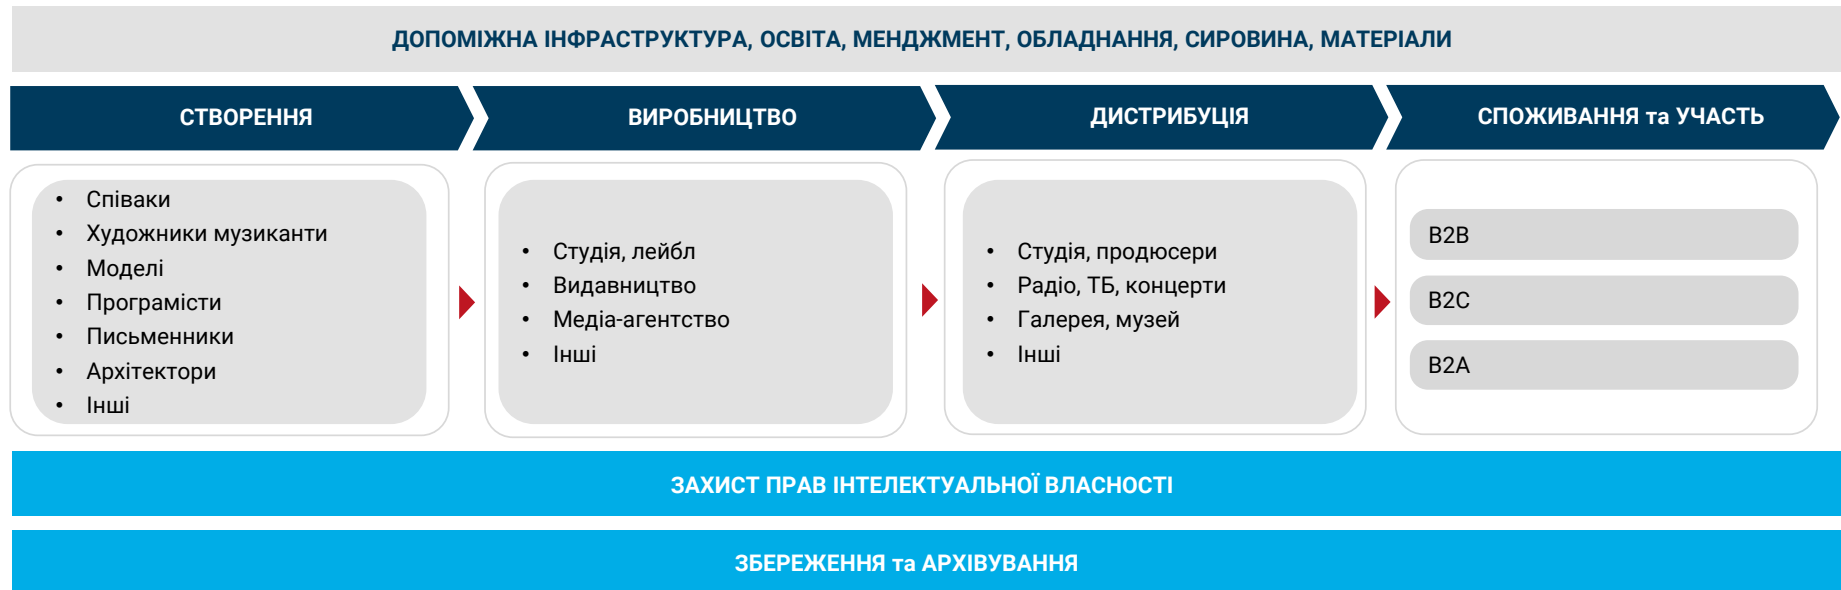 ДОПОМІЖНА ІНФРАСТРУКТУРА, ОСВІТА, МЕНДЖМЕНТ, ОБЛАДНАННЯ, СИРОВИНА, МАТЕРІАЛИ
СТВОРЕННЯ
ВИРОБНИЦТВО
ДИСТРИБУЦІЯ
СПОЖИВАННЯ та УЧАСТЬ
• Співаки
• Художники музиканти
• Моделі
• Програмісти
• Письменники
• Архітектори
• Інші
• Студія, лейбл
• Видавництво
• Медіа-агентство
• Інші
• Студія, продюсери
• Радіо, ТБ, концерти
• Галерея, музей
• Інші
B2B
B2C
B2A
ЗАХИСТ ПРАВ ІНТЕЛЕКТУАЛЬНОЇ ВЛАСНОСТІ
ЗБЕРЕЖЕННЯ та АРХІВУВАННЯ